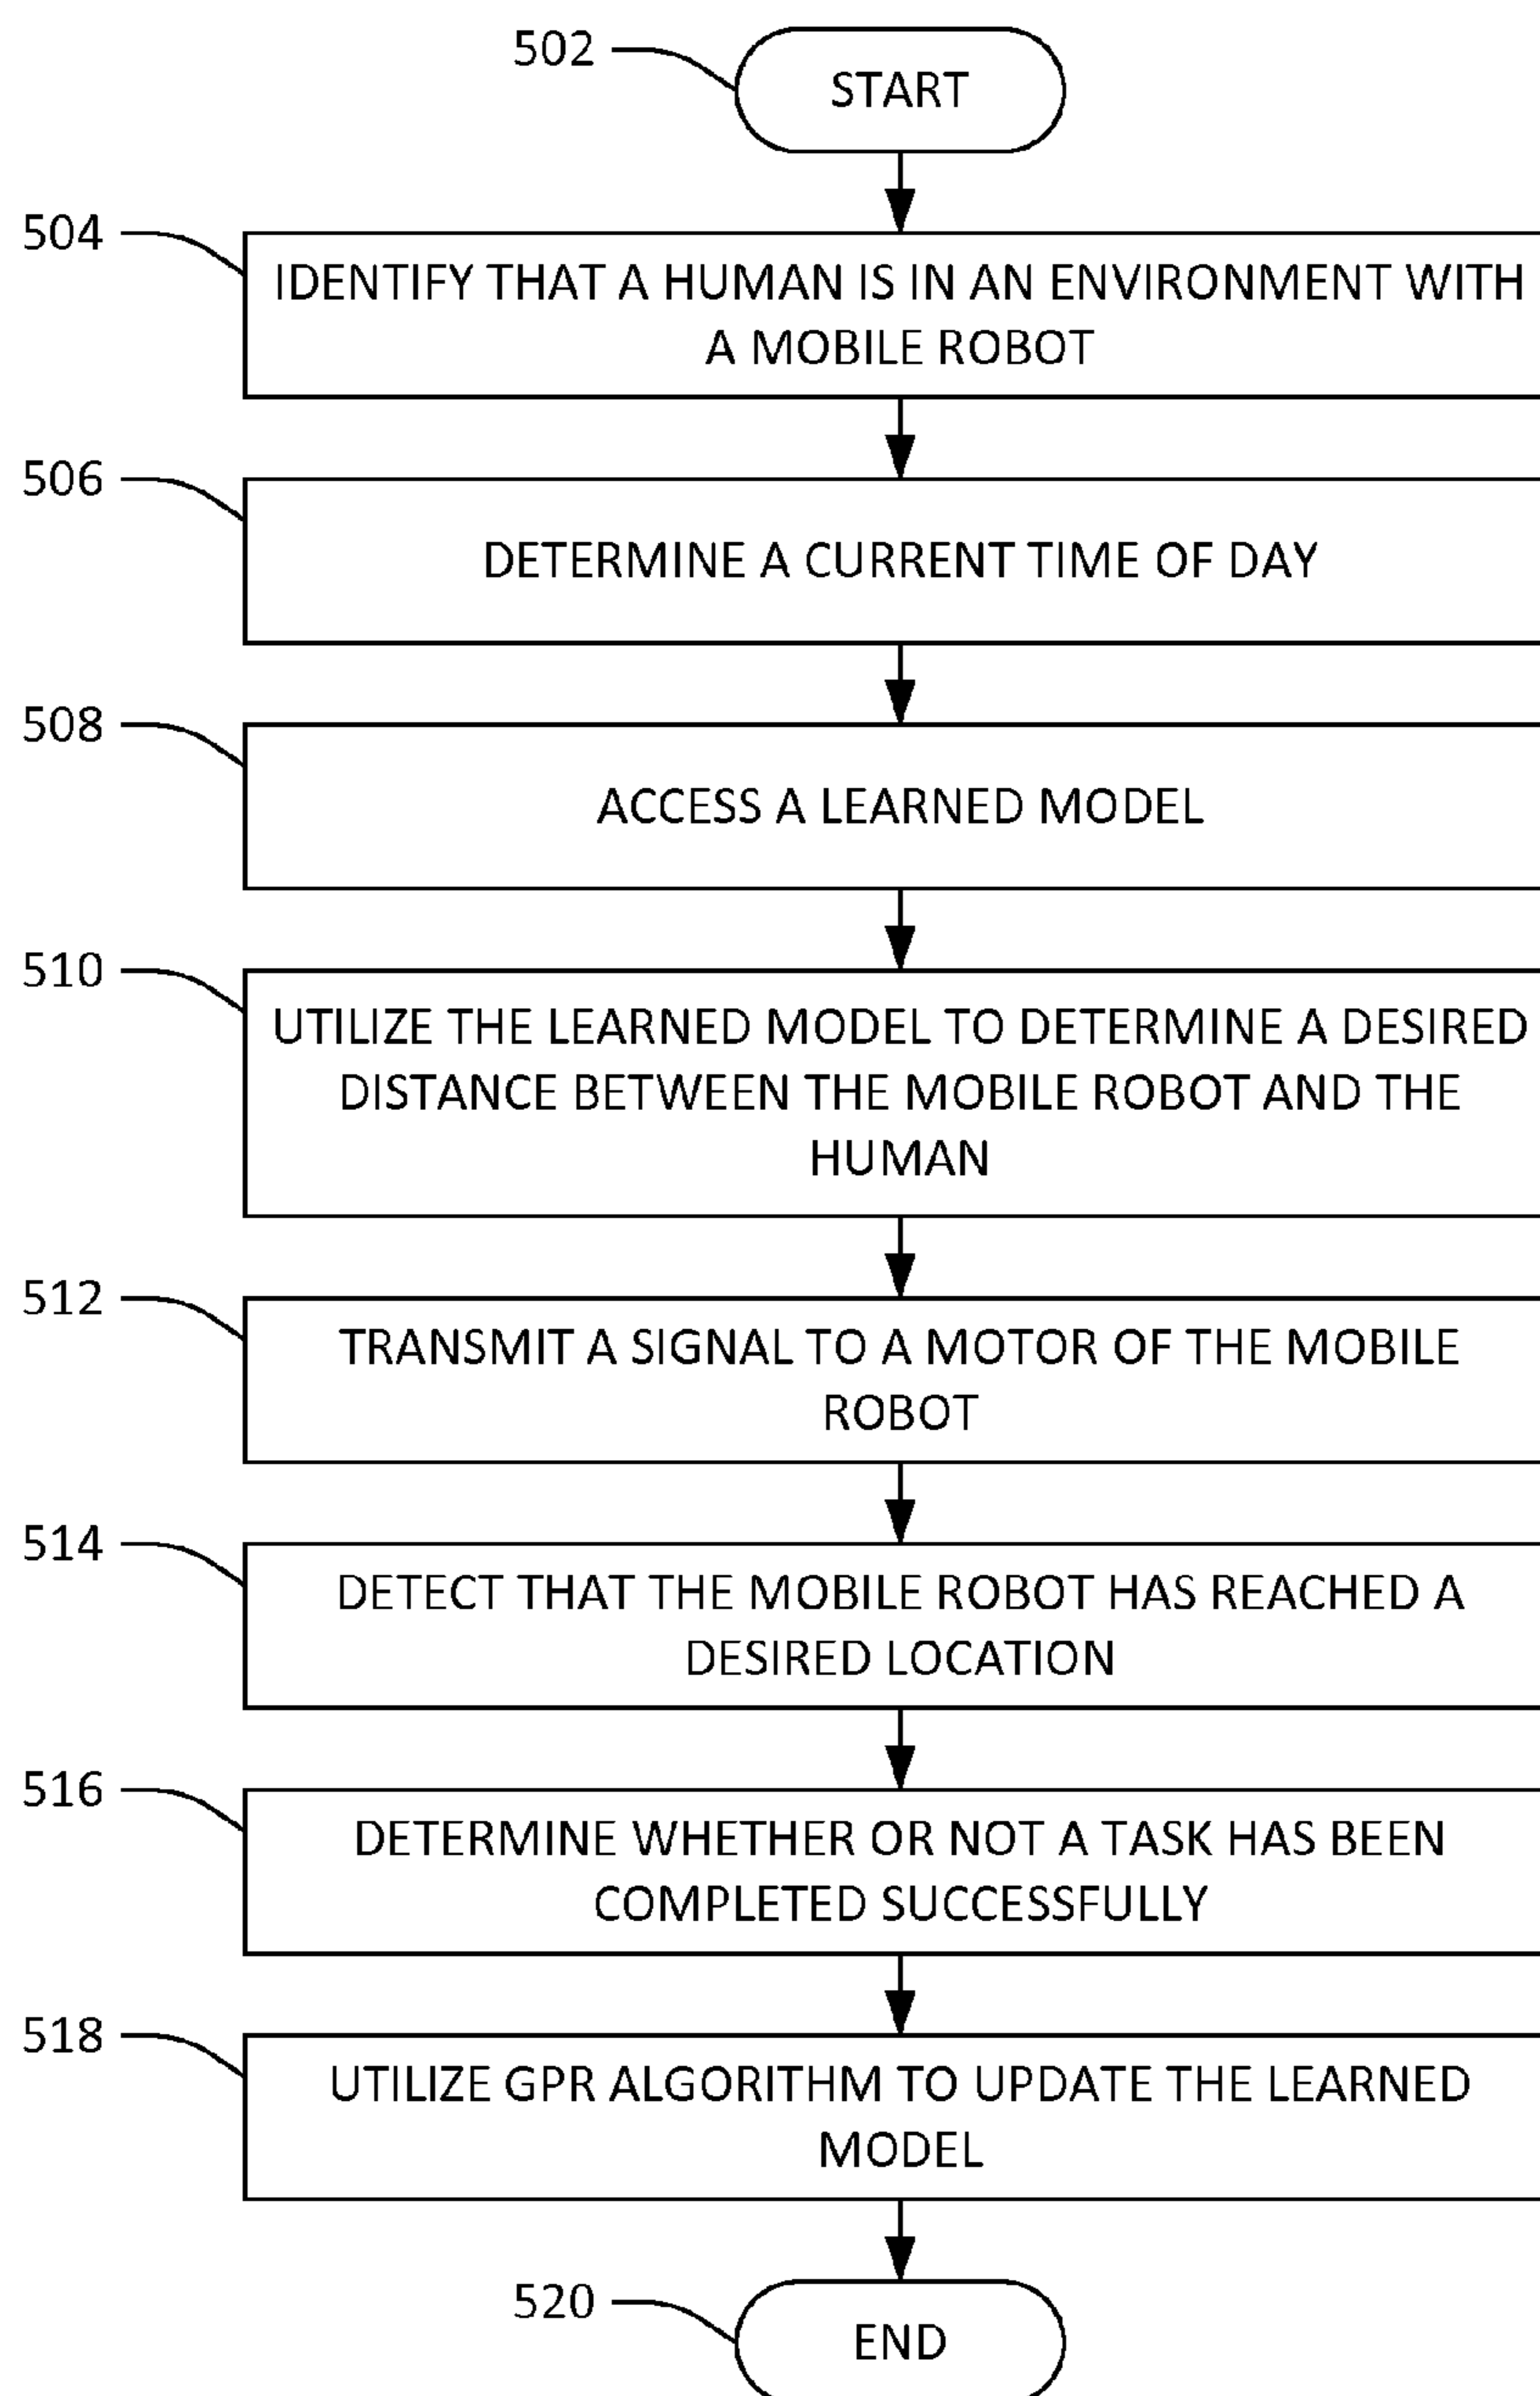 502
START
504
IDENTIFY THAT A HUMAN IS IN AN ENVIRONMENT WITH
A MOBILE ROBOT
506
DETERMINE A CURRENT TIME OF DAY
508
ACCESS A LEARNED MODEL
510
UTILIZE THE LEARNED MODEL TO DETERMINE A DESIRED
DISTANCE BETWEEN THE MOBILE ROBOT AND THE
HUMAN
512
TRANSMIT A SIGNAL TO A MOTOR OF THE MOBILE
ROBOT
514
DETECT THAT THE MOBILE ROBOT HAS REACHED A
DESIRED LOCATION
516
DETERMINE WHETHER OR NOT A TASK HAS BEEN
COMPLETED SUCCESSFULLY
518
UTILIZE GPR ALGORITHM TO UPDATE THE LEARNED
MODEL
520
END